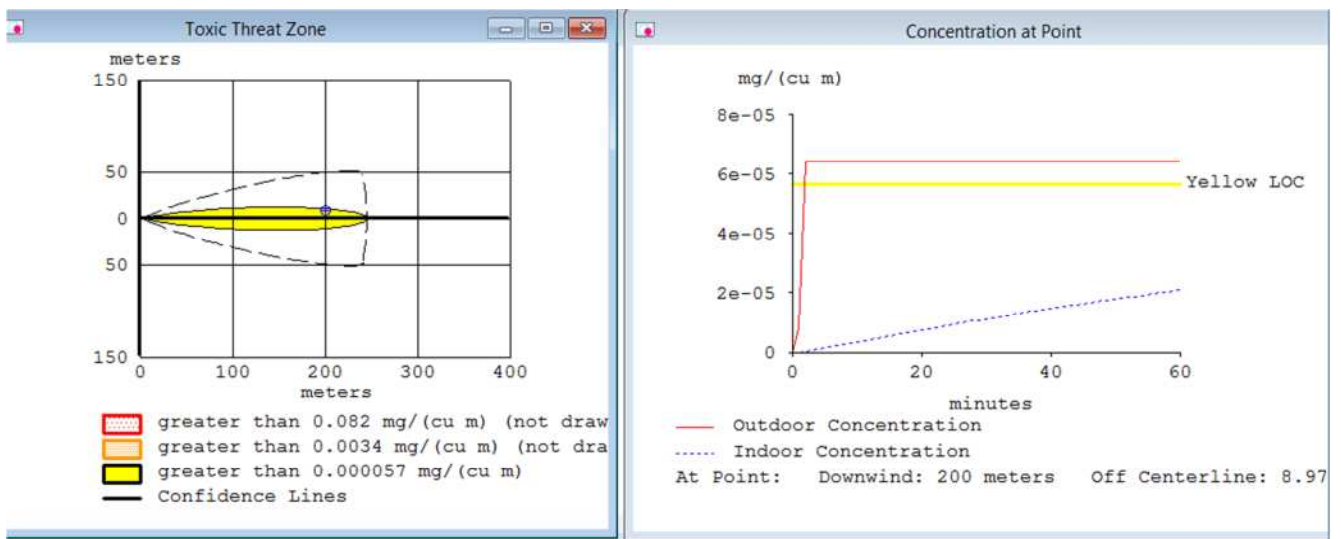 Toxic Threat Zone
meters
150
50
0
50
150
0 100 200 300 400
meters
greater than 0.082 mg/(cu m) (not draw
greater than 0.0034 mg/(cu m) (not dra
greater than 0.000057 mg/(cu m)
Confidence Lines
Concentration at Point
mg/(cu m)
8e-05
6e-05
Yellow LOC
4e-05
2e-05
0
0 20 40 60
minutes
Outdoor Concentration
Indoor Concentration
At Point: Downwind: 200 meters Off Centerline: 8.97